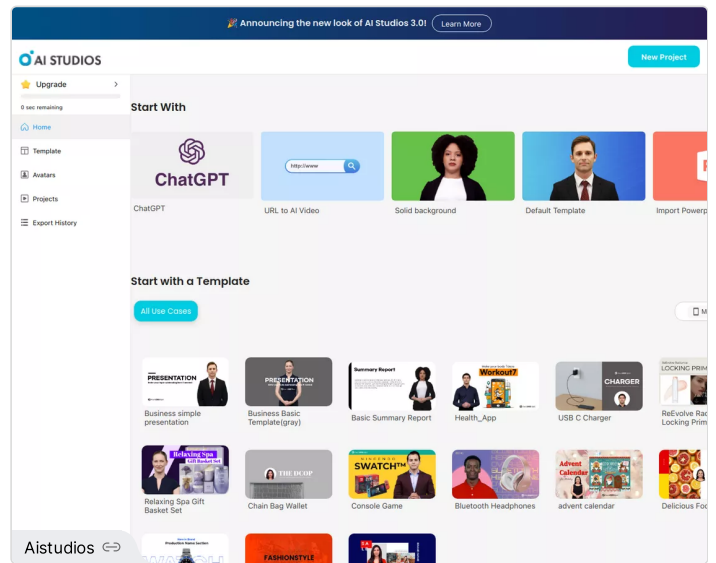 🎉 Announcing the new look of AI Studios 3.0!
Learn More
AI STUDIOS
New Project
Upgrade
0 sec remaining
Home
Template
Avatars
Projects
Export History
Start With
ChatGPT
http://www
ChatGPT
URL to AI Video
Solid background
Default Template
Import Powerp
Start with a Template
All Use Cases
M
PRESENTATION
PRESENTATION
Summary Report
Workout7
CHARGER
LOCKING PRIM
Business simple
presentation
Business Basic
Template(gray)
Basic Summary Report
Health_App
USB C Charger
ReEvolve Rad
Locking Prim
Relaxing Spa
Gift Basket Set
THE DCOP
SWATCH™
Advent
Calendar
Relaxing Spa Gift
Basket Set
Chain Bag Wallet
Console Game
Bluetooth Headphones
advent calendar
Delicious Foo
FASHIONSTYLE
Aistudios